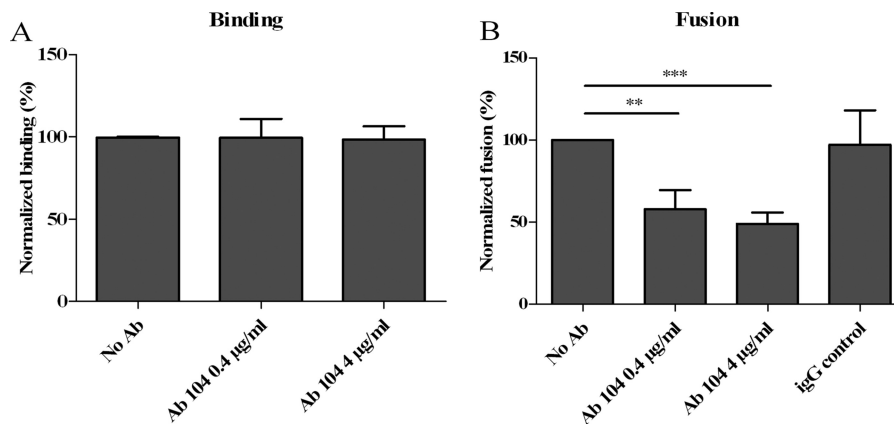 A
Binding
Normalized binding (%)
150
100
50
0
No Ab
Ab 104 0.4 µg/ml
Ab 104 4 µg/ml
B
Fusion
Normalized fusion (%)
150
100
50
0
***
**
No Ab
Ab 104 0.4 µg/ml
Ab 104 4 µg/ml
igG control